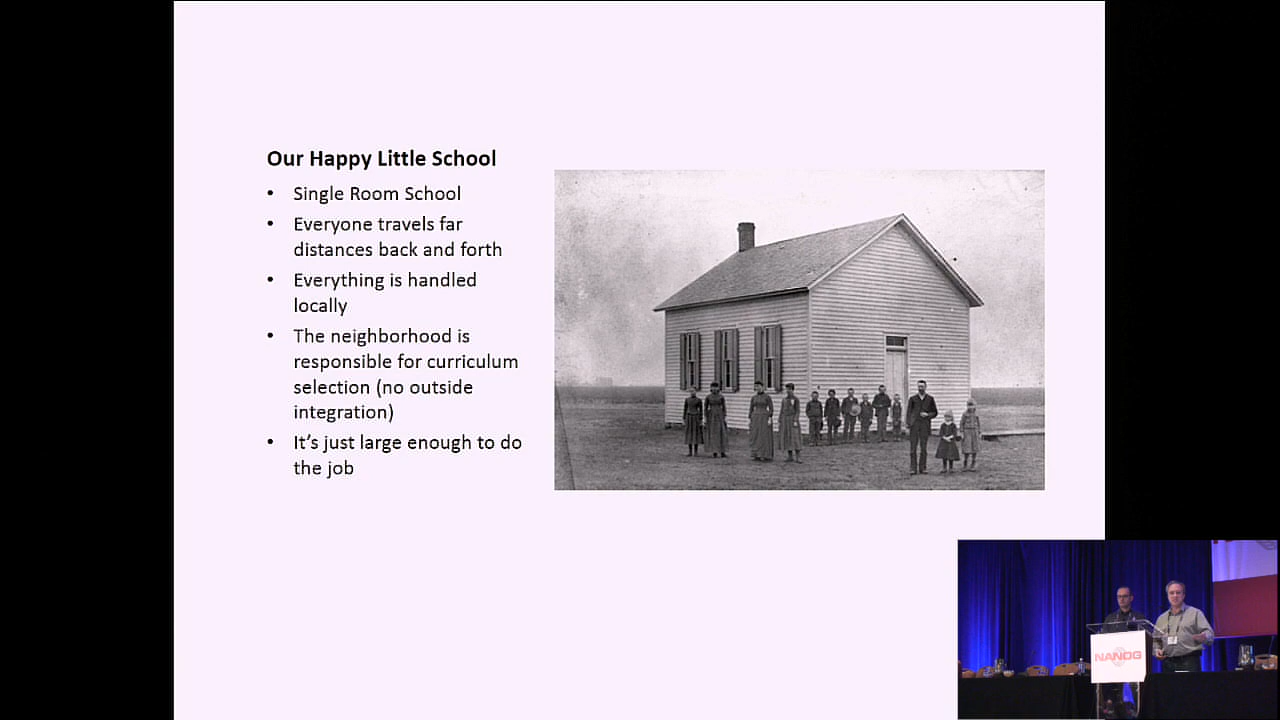 Our Happy Little School
• Single Room School
• Everyone travels far
distances back and forth
• Everything is handled
locally
• The neighborhood is
responsible for curriculum
selection (no outside
integration)
• It's just large enough to do
the job
NANOG